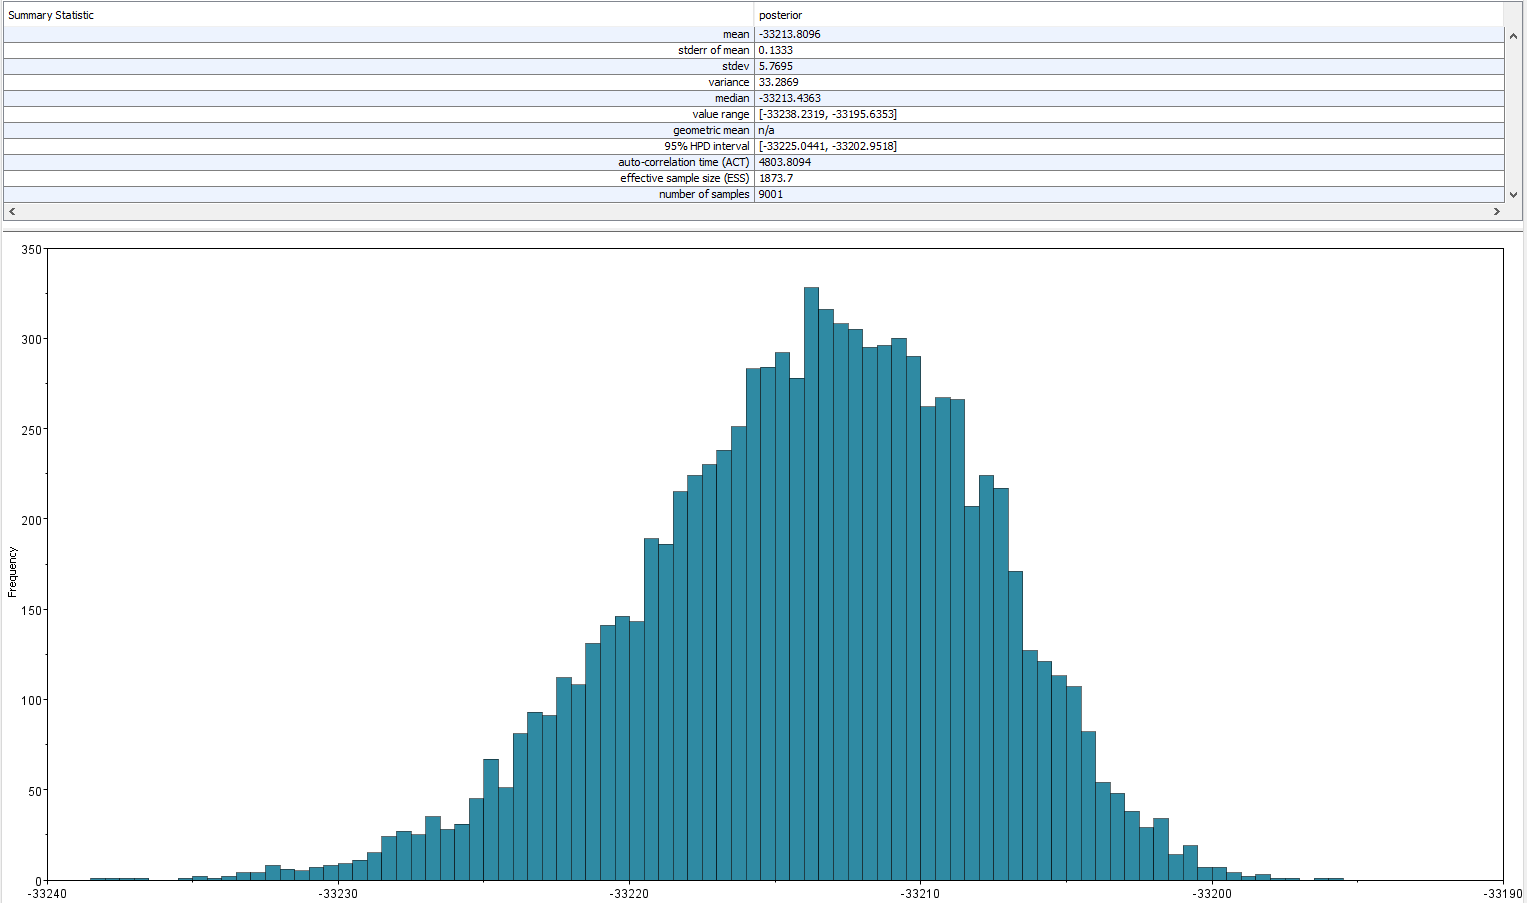 Summary Statistic posterior
mean -33213.8096
stderr of mean 0.1333
stdev 5.7695
variance 33.2869
median -33213.4363
value range [-33238.2319, -33195.6353]
geometric mean n/a
95% HPD interval [-33225.0441, -33202.9518]
auto-correlation time (ACT) 4803.8094
effective sample size (ESS) 1873.7
number of samples 9001
350
300
250
200
150
100
50
0
Frequency
-33240 -33230 -33220 -33210 -33200 -33190